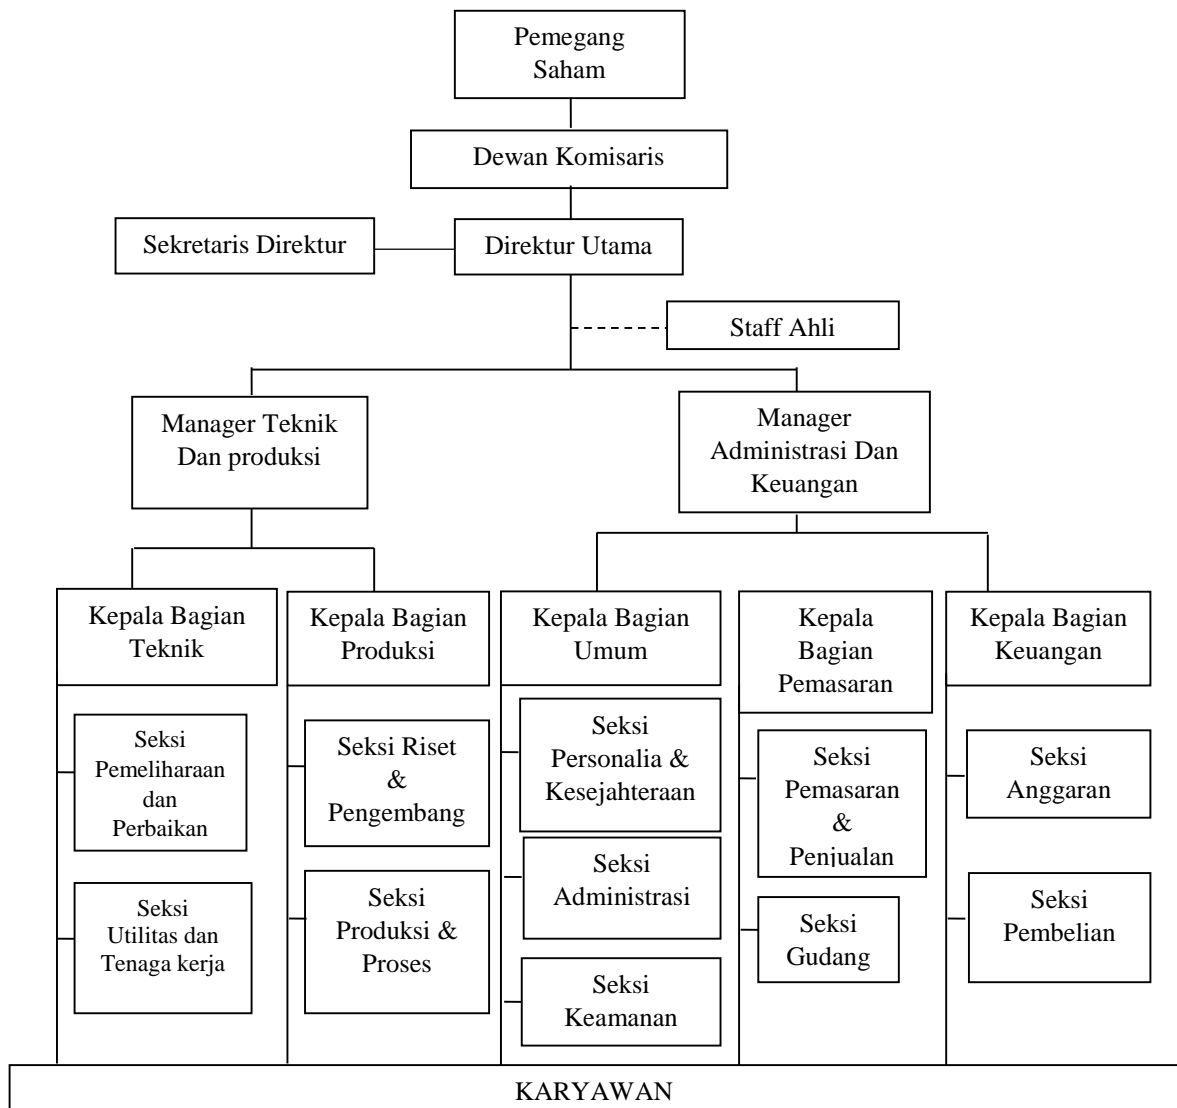 Pemegang
Saham
Dewan Komisaris
Sekretaris Direktur
Direktur Utama
Staff Ahli
Manager Teknik
Dan produksi
Manager
Administrasi Dan
Keuangan
Kepala Bagian
Teknik
Kepala Bagian
Produksi
Kepala Bagian
Umum
Kepala
Bagian
Pemasaran
Kepala Bagian
Keuangan
Seksi
Pemeliharaan
dan
Perbaikan
Seksi Riset
&
Pengembang
Seksi
Personalia &
Kesejahteraan
Seksi
Pemasaran
&
Penjualan
Seksi
Anggaran
Seksi
Utilitas dan
Tenaga kerja
Seksi
Produksi &
Proses
Seksi
Administrasi
Seksi
Gudang
Seksi
Pembelian
Seksi
Keamanan
KARYAWAN